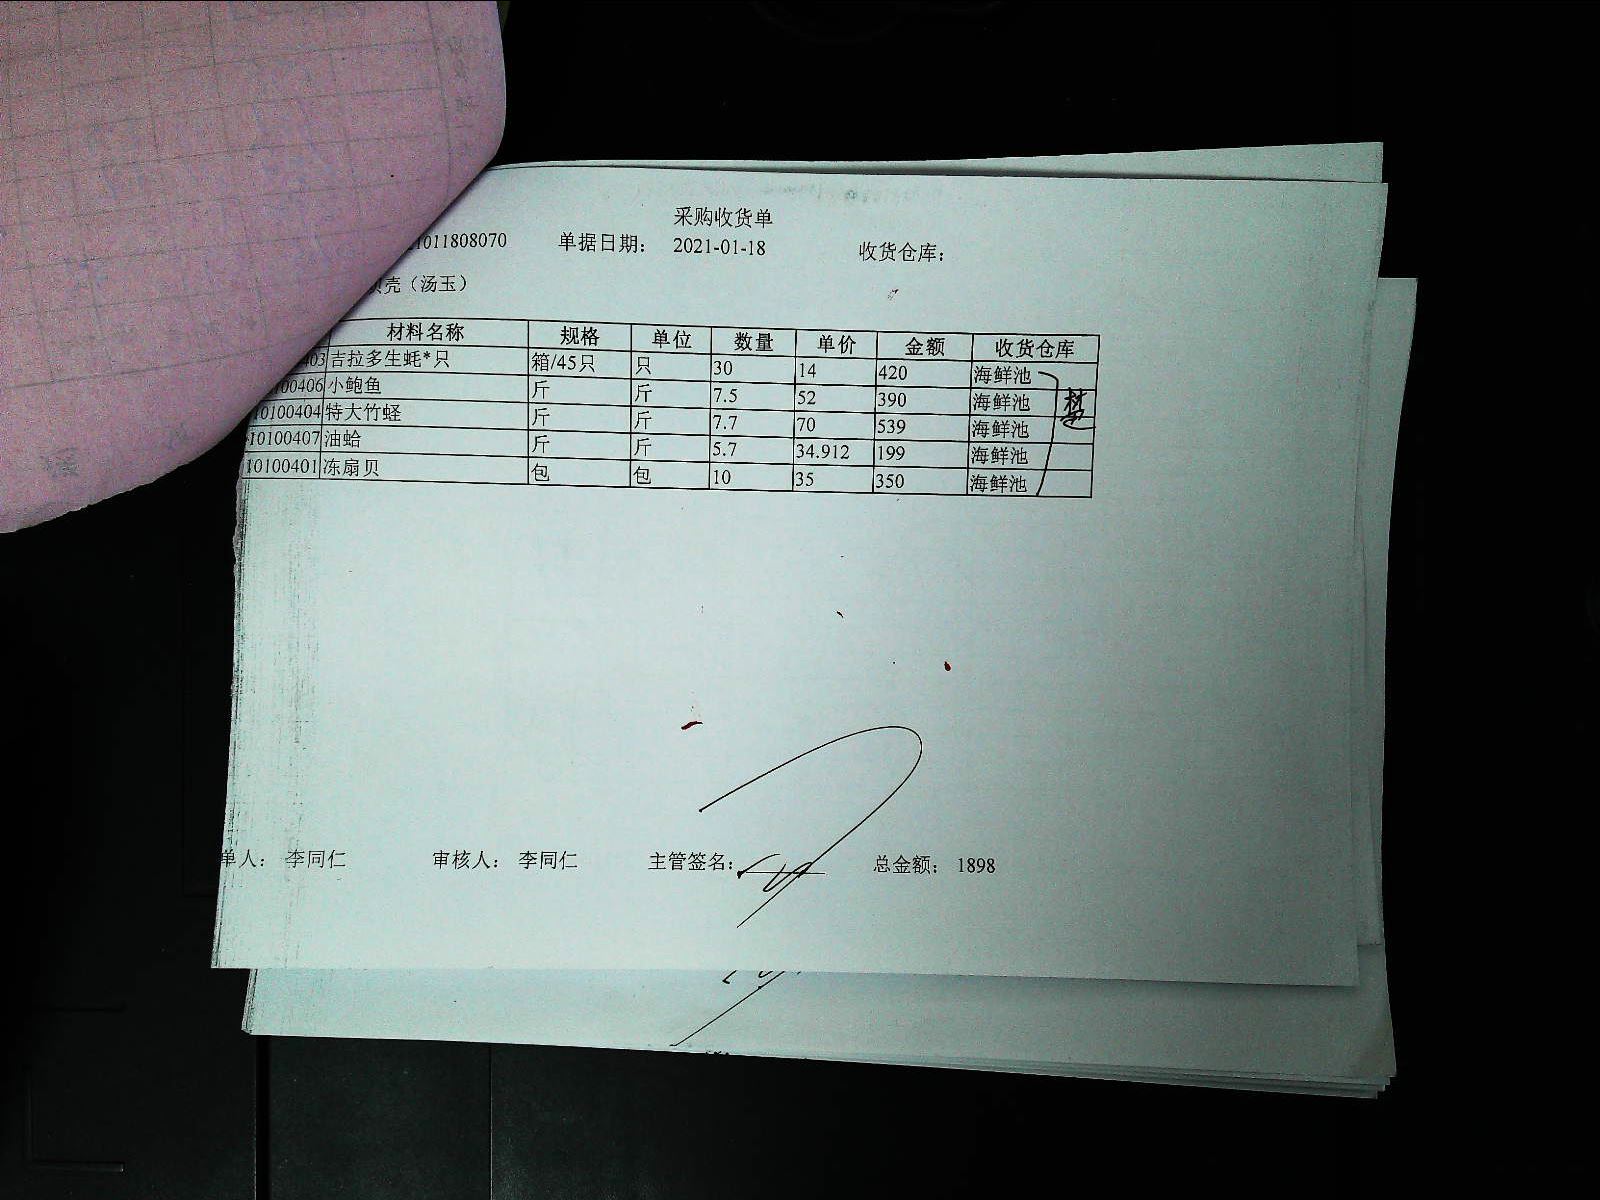 采购收货单
1011808070 单据日期： 2021-01-18 收货仓库：
壳（汤玉）
材料名称 规格 单位 数量 单价 金额 收货仓库
03 吉拉多生蚝*只 箱/45只 只 30 14 420 海鲜池
00406 小鲍鱼 斤 斤 7.5 52 390 海鲜池
10100404 特大竹蛏 斤 斤 7.7 70 539 海鲜池
10100407 油蛤 斤 斤 5.7 34.912 199 海鲜池
10100401 冻扇贝 包 包 10 35 350 海鲜池
单人： 李同仁 审核人： 李同仁 主管签名： 总金额： 1898